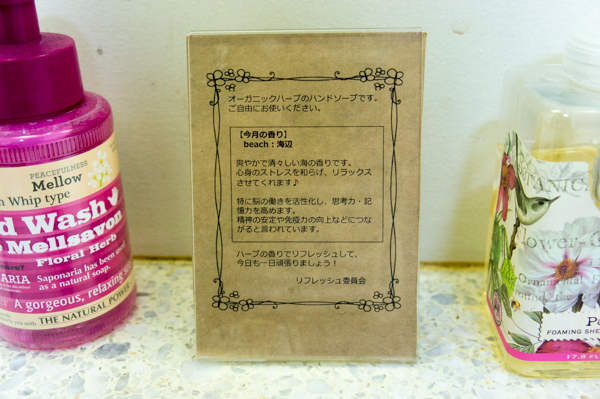 PEACEFULNESS
Mellow
Whip type
d Wash
Mellsavon
Floral Herb
Saponaria has been
as a natural soap.
A gorgeous, relaxing
THE NATURAL POWER
オーガニックハーブのハンドソープです。
ご自由にお使いください。
【今月の香り】
beach：海辺
爽やかで清々しい海の香りです。
心身のストレスを和らげ、リラックス
させてくれます♪
特に脳の働きを活性化し、思考力・記
憶力を高めます。
精神の安定や免疫力の向上などにつな
がると言われています。
ハーブの香りでリフレッシュして、
今日も一日頑張りましょう！
リフレッシュ委員会
TANIC
lower-
Ornamental
Po
FOAMING SHE
17.8 FL